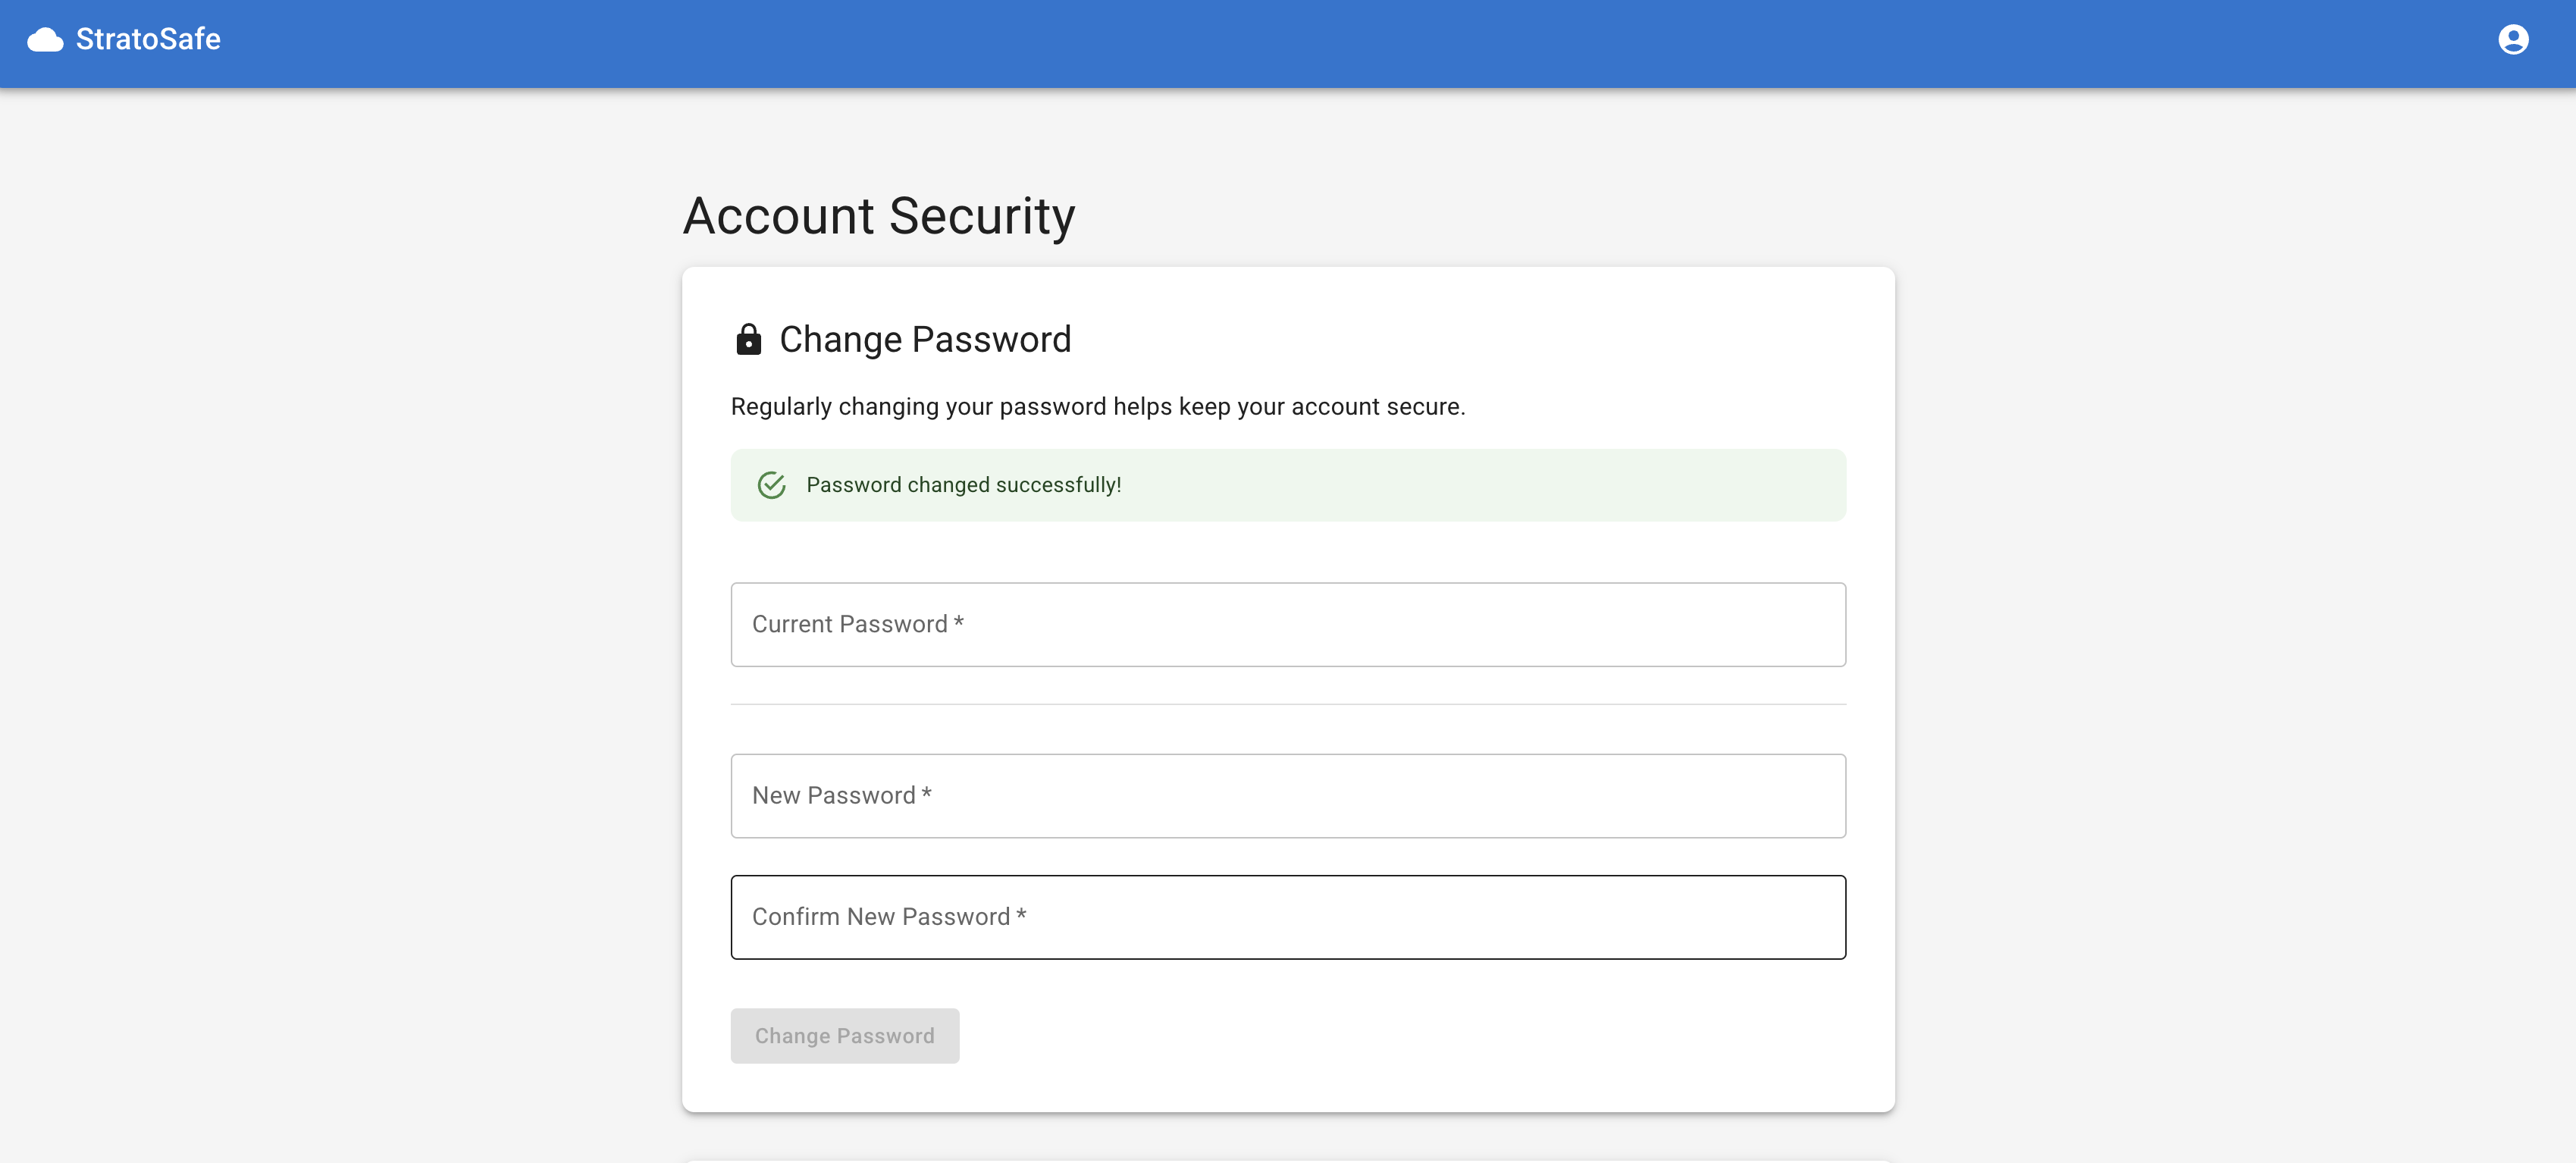 StratoSafe
Account Security
Change Password
Regularly changing your password helps keep your account secure.
Password changed successfully!
Current Password *
New Password *
Confirm New Password *
Change Password